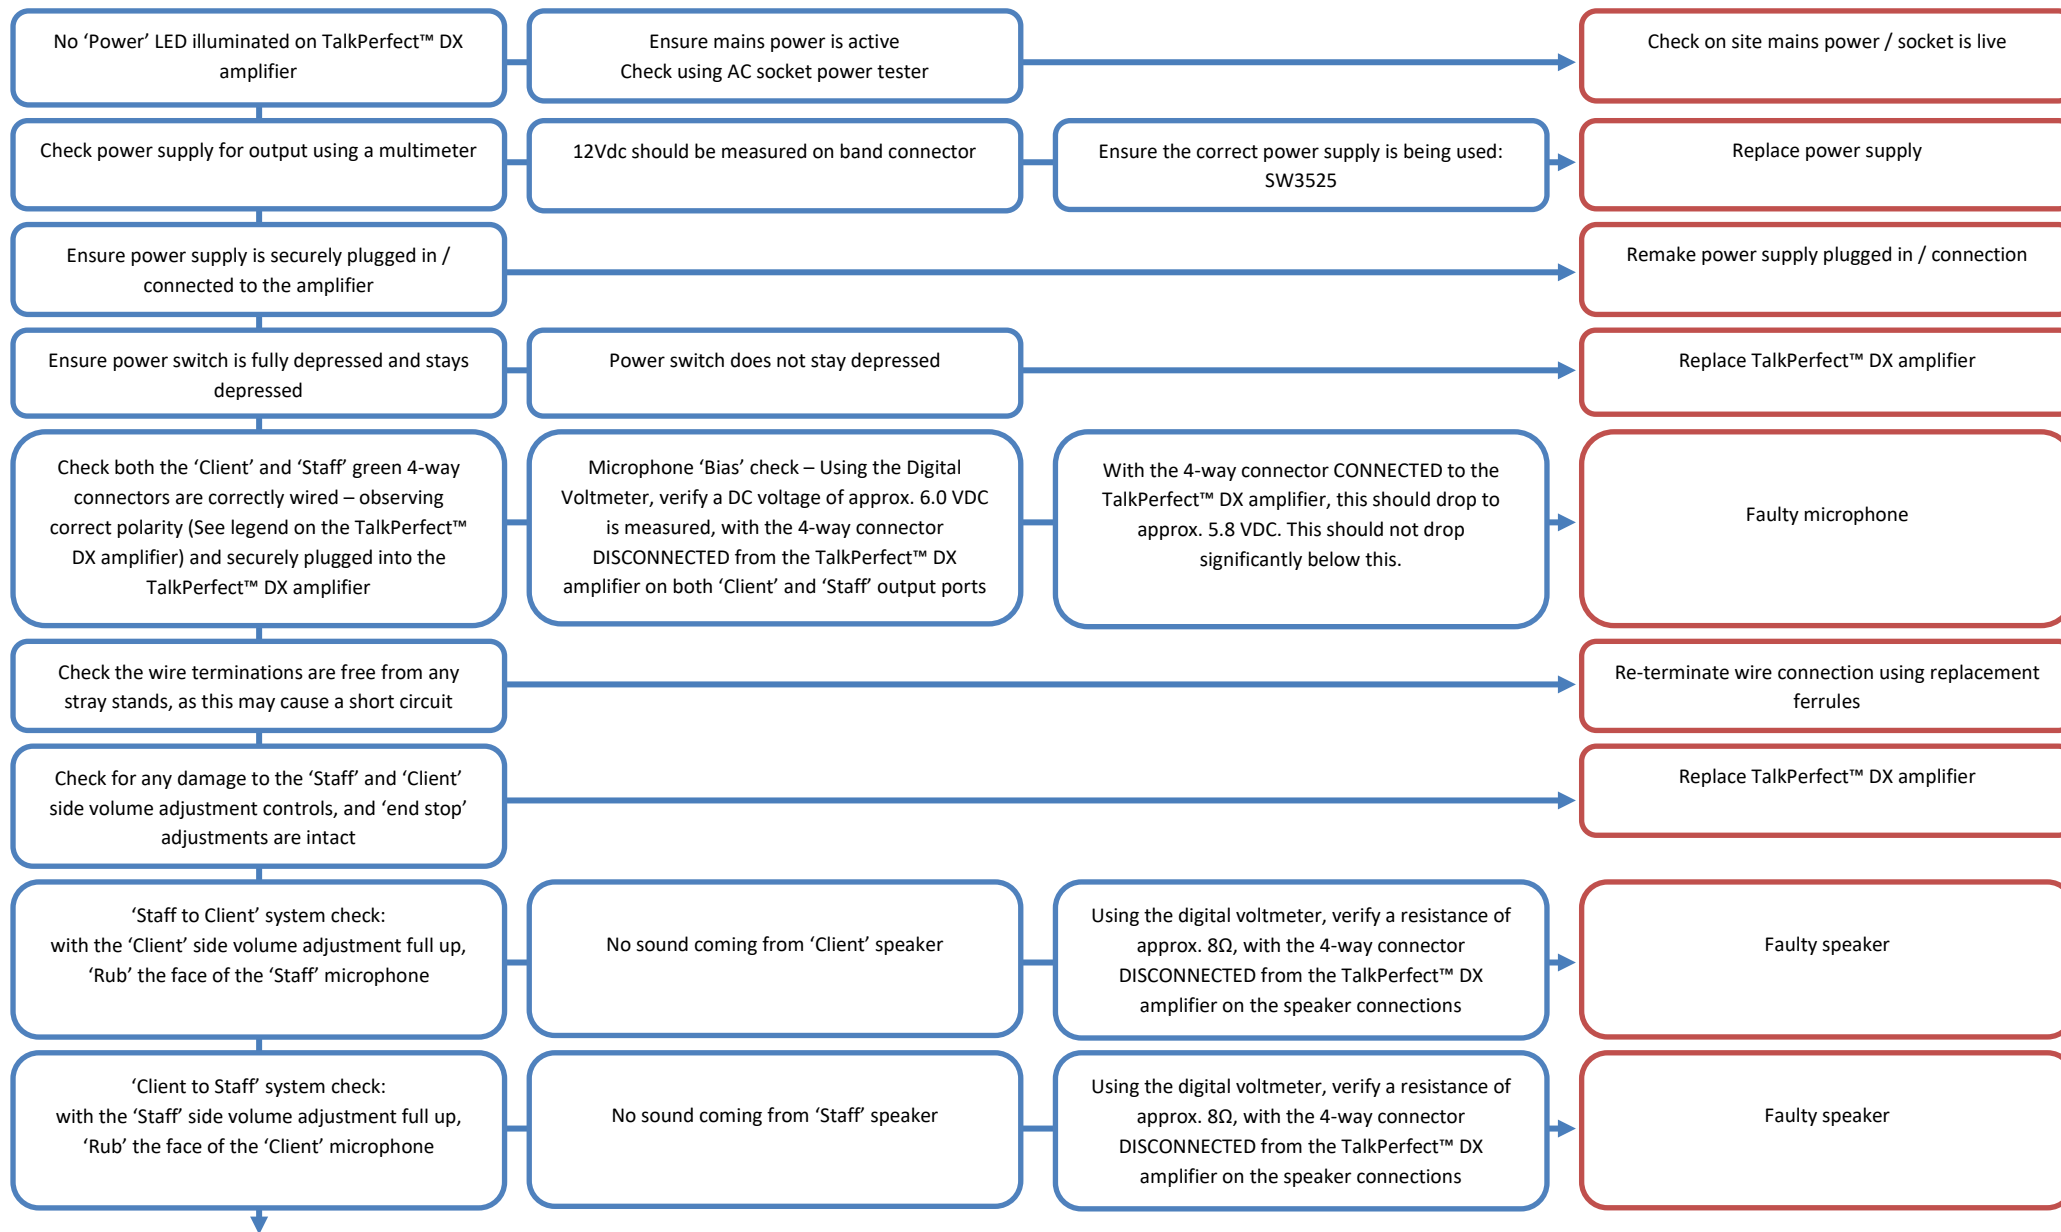 No ‘Power’ LED illuminated on TalkPerfect™ DX
amplifier
Ensure mains power is active
Check using AC socket power tester
Check on site mains power / socket is live
Check power supply for output using a multimeter
12Vdc should be measured on band connector
Ensure the correct power supply is being used:
SW3525
Replace power supply
Ensure power supply is securely plugged in /
connected to the amplifier
Remake power supply plugged in / connection
Ensure power switch is fully depressed and stays
depressed
Power switch does not stay depressed
Replace TalkPerfect™ DX amplifier
Check both the ‘Client’ and ‘Staff’ green 4-way
connectors are correctly wired – observing
correct polarity (See legend on the TalkPerfect™
DX amplifier) and securely plugged into the
TalkPerfect™ DX amplifier
Microphone ‘Bias’ check – Using the Digital
Voltmeter, verify a DC voltage of approx. 6.0 VDC
is measured, with the 4-way connector
DISCONNECTED from the TalkPerfect™ DX
amplifier on both ‘Client’ and ‘Staff’ output ports
With the 4-way connector CONNECTED to the
TalkPerfect™ DX amplifier, this should drop to
approx. 5.8 VDC. This should not drop
significantly below this.
Faulty microphone
Check the wire terminations are free from any
stray stands, as this may cause a short circuit
Re-terminate wire connection using replacement
ferrules
Check for any damage to the ‘Staff’ and ‘Client’
side volume adjustment controls, and ‘end stop’
adjustments are intact
Replace TalkPerfect™ DX amplifier
‘Staff to Client’ system check:
with the ‘Client’ side volume adjustment full up,
‘Rub’ the face of the ‘Staff’ microphone
No sound coming from ‘Client’ speaker
Using the digital voltmeter, verify a resistance of
approx. 8Ω, with the 4-way connector
DISCONNECTED from the TalkPerfect™ DX
amplifier on the speaker connections
Faulty speaker
‘Client to Staff’ system check:
with the ‘Staff’ side volume adjustment full up,
‘Rub’ the face of the ‘Client’ microphone
No sound coming from ‘Staff’ speaker
Using the digital voltmeter, verify a resistance of
approx. 8Ω, with the 4-way connector
DISCONNECTED from the TalkPerfect™ DX
amplifier on the speaker connections
Faulty speaker